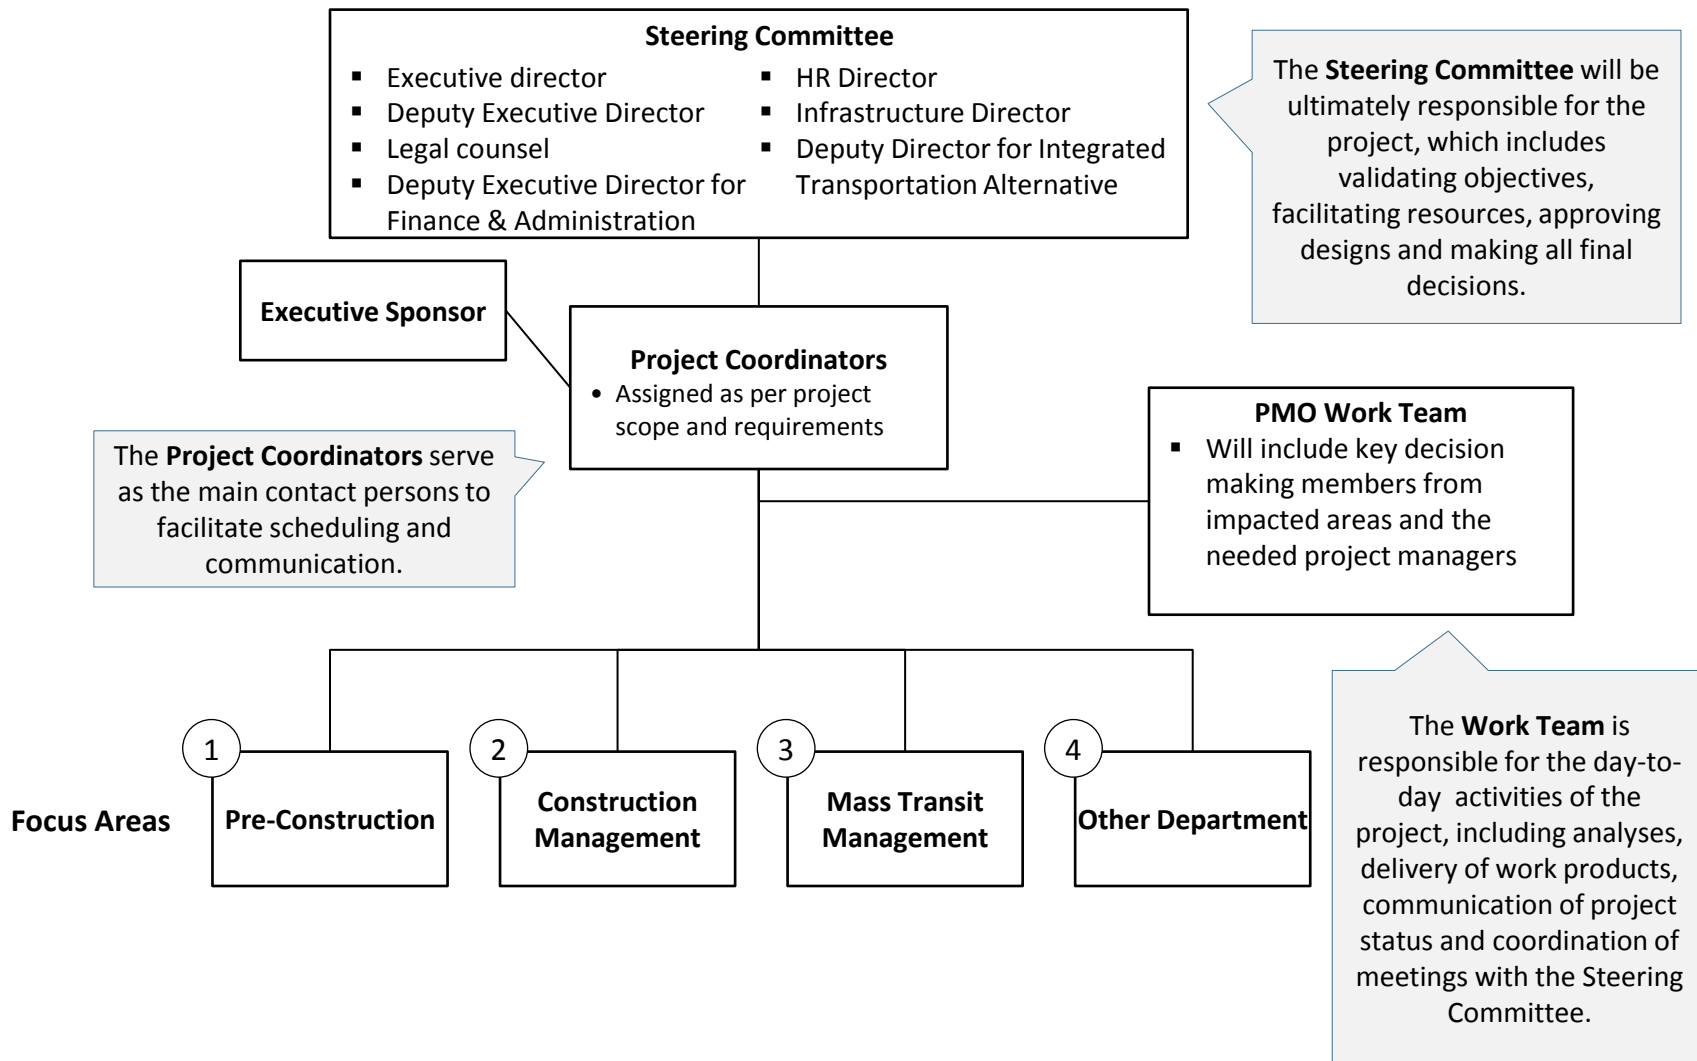 Steering Committee
▪ Executive director
▪ Deputy Executive Director
▪ Legal counsel
▪ Deputy Executive Director for
Finance & Administration
▪ HR Director
▪ Infrastructure Director
▪ Deputy Director for Integrated
Transportation Alternative
The Steering Committee will be
ultimately responsible for the
project, which includes
validating objectives,
facilitating resources, approving
designs and making all final
decisions.
Executive Sponsor
Project Coordinators
• Assigned as per project
scope and requirements
The Project Coordinators serve
as the main contact persons to
facilitate scheduling and
communication.
PMO Work Team
▪ Will include key decision
making members from
impacted areas and the
needed project managers
The Work Team is
responsible for the day-to-
day activities of the
project, including analyses,
delivery of work products,
communication of project
status and coordination of
meetings with the Steering
Committee.
Focus Areas
1
Pre-Construction
2
Construction
Management
3
Mass Transit
Management
4
Other Department